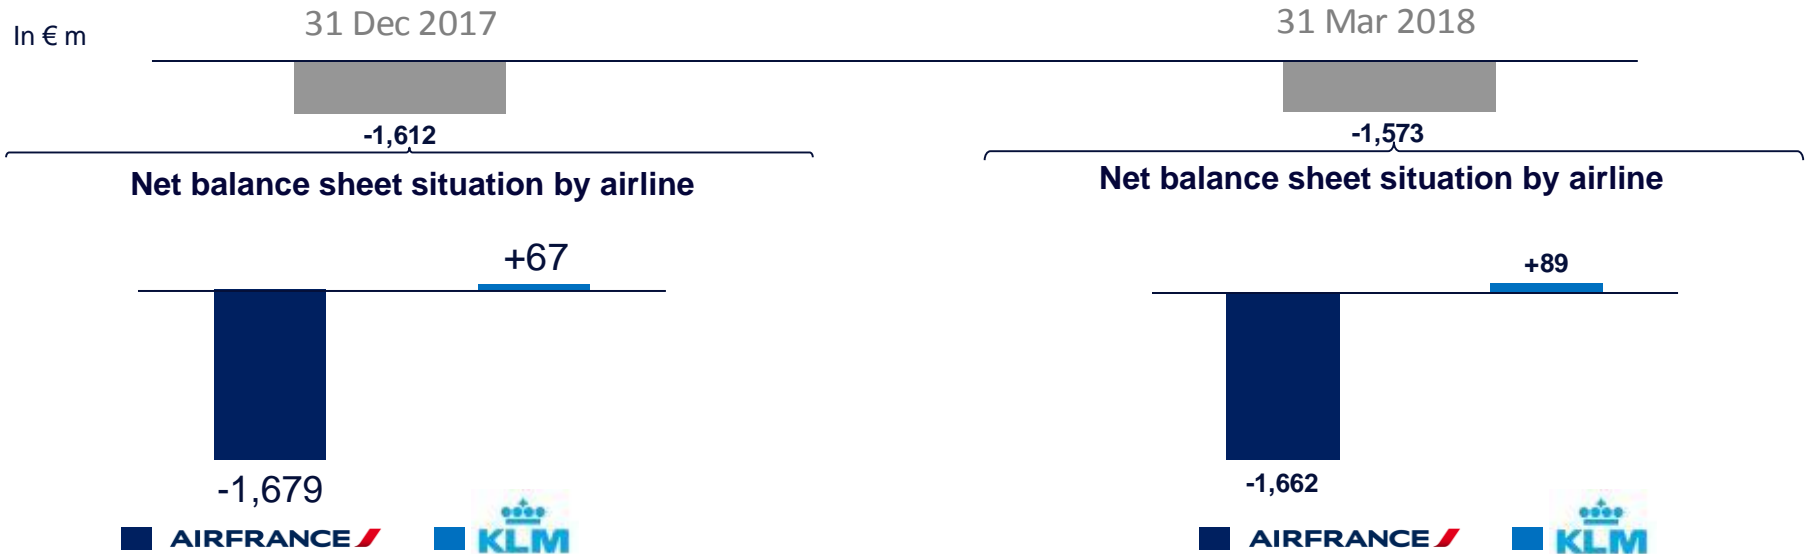 In € m
31 Dec 2017
31 Mar 2018
-1,612
-1,573
Net balance sheet situation by airline
Net balance sheet situation by airline
+67
+89
-1,679
-1,662
AIRFRANCE
KLM
AIRFRANCE
KLM